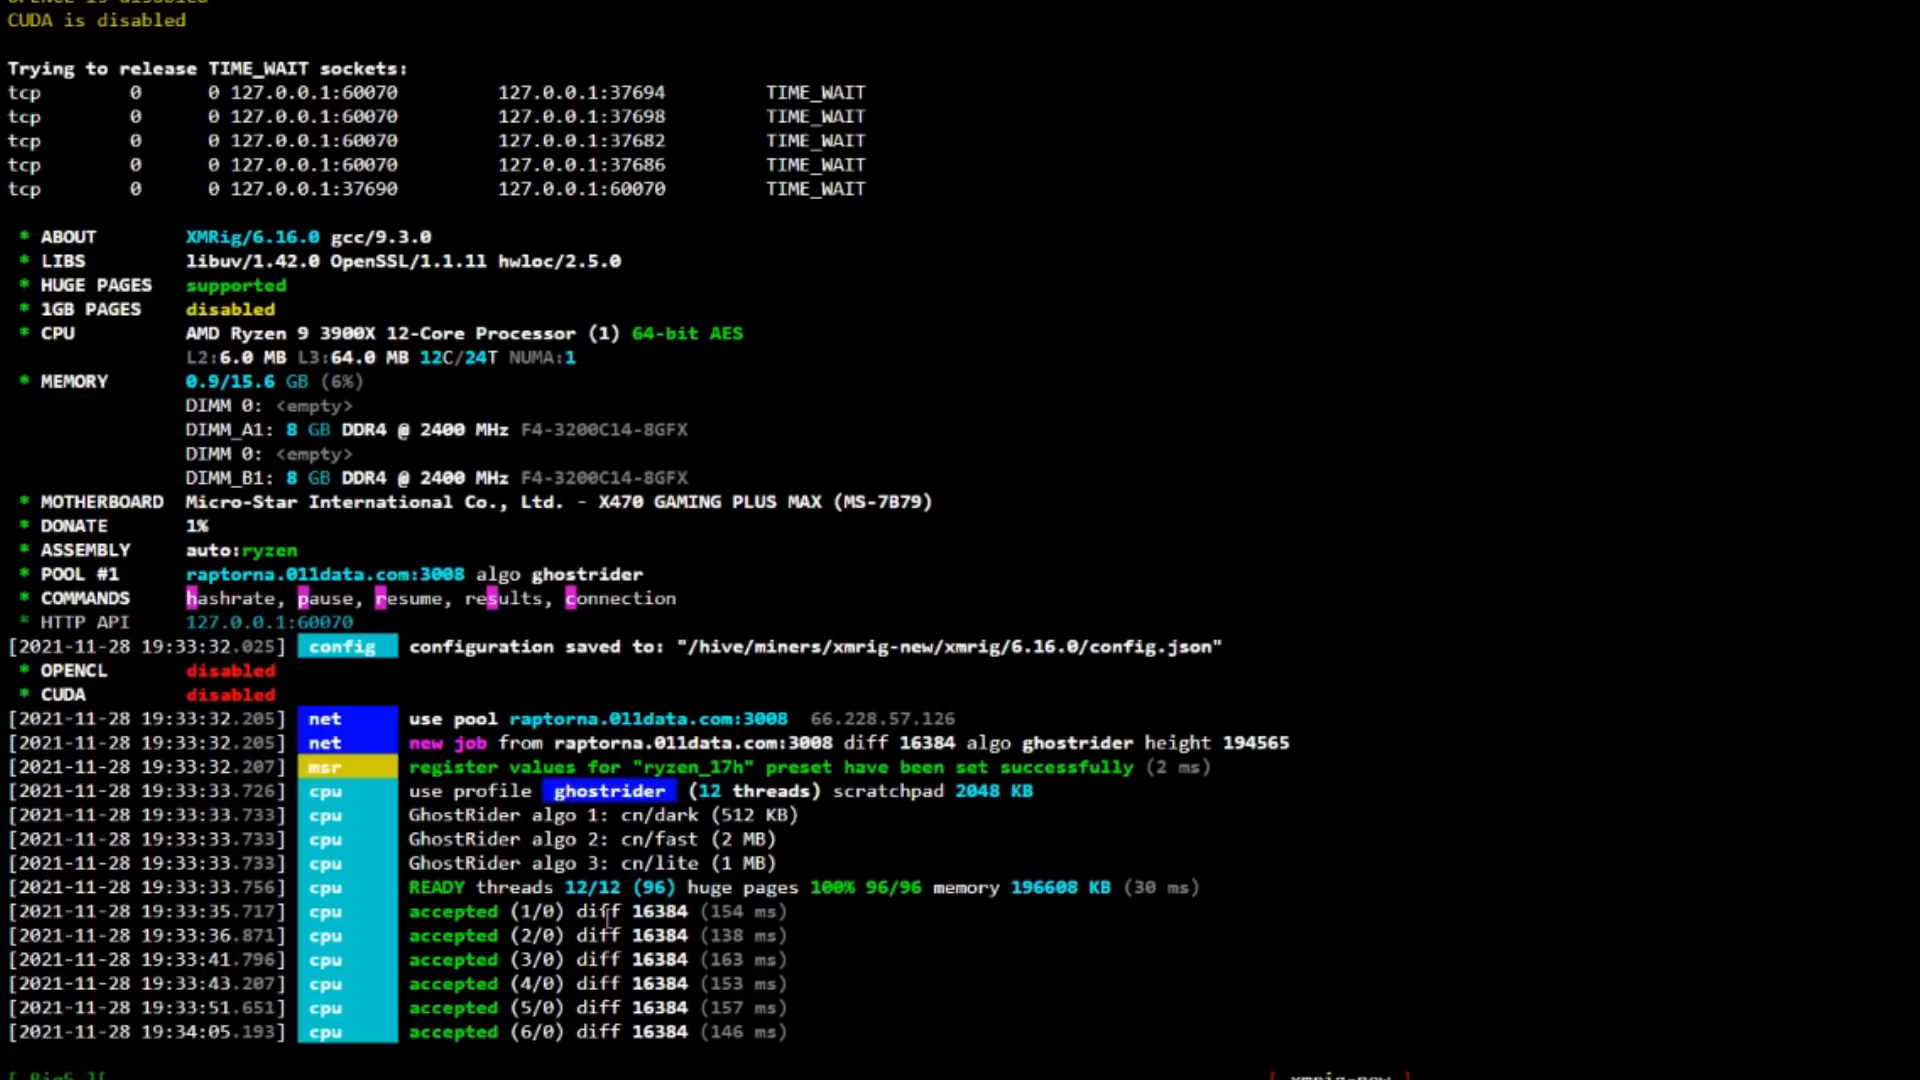 OPENCL is disabled
CUDA is disabled
Trying to release TIME_WAIT sockets:
tcp 0 0 127.0.0.1:60070 127.0.0.1:37694 TIME_WAIT
tcp 0 0 127.0.0.1:60070 127.0.0.1:37698 TIME_WAIT
tcp 0 0 127.0.0.1:60070 127.0.0.1:37682 TIME_WAIT
tcp 0 0 127.0.0.1:60070 127.0.0.1:37686 TIME_WAIT
tcp 0 0 127.0.0.1:37690 127.0.0.1:60070 TIME_WAIT
* ABOUT XMRig/6.16.0 gcc/9.3.0
* LIBS libuv/1.42.0 OpenSSL/1.1.1l hwloc/2.5.0
* HUGE PAGES supported
* 1GB PAGES disabled
* CPU AMD Ryzen 9 3900X 12-Core Processor (1) 64-bit AES
L2:6.0 MB L3:64.0 MB 12C/24T NUMA:1
* MEMORY 0.9/15.6 GB (6%)
DIMM 0: <empty>
DIMM_A1: 8 GB DDR4 @ 2400 MHz F4-3200C14-8GFX
DIMM 0: <empty>
DIMM_B1: 8 GB DDR4 @ 2400 MHz F4-3200C14-8GFX
* MOTHERBOARD Micro-Star International Co., Ltd. - X470 GAMING PLUS MAX (MS-7B79)
* DONATE 1%
* ASSEMBLY auto:ryzen
* POOL #1 raptorna.011data.com:3008 algo ghostrider
* COMMANDS hashrate, pause, resume, results, connection
* HTTP API 127.0.0.1:60070
[2021-11-28 19:33:32.025] config configuration saved to: "/hive/miners/xmrig-new/xmrig/6.16.0/config.json"
* OPENCL disabled
* CUDA disabled
[2021-11-28 19:33:32.205] net use pool raptorna.011data.com:3008 66.228.57.126
[2021-11-28 19:33:32.205] net new job from raptorna.011data.com:3008 diff 16384 algo ghostrider height 194565
[2021-11-28 19:33:32.207] msr register values for "ryzen_17h" preset have been set successfully (2 ms)
[2021-11-28 19:33:33.726] cpu use profile ghostrider (12 threads) scratchpad 2048 KB
[2021-11-28 19:33:33.733] cpu GhostRider algo 1: cn/dark (512 KB)
[2021-11-28 19:33:33.733] cpu GhostRider algo 2: cn/fast (2 MB)
[2021-11-28 19:33:33.733] cpu GhostRider algo 3: cn/lite (1 MB)
[2021-11-28 19:33:33.756] cpu READY threads 12/12 (96) huge pages 100% 96/96 memory 196608 KB (30 ms)
[2021-11-28 19:33:35.717] cpu accepted (1/0) diff 16384 (154 ms)
[2021-11-28 19:33:36.871] cpu accepted (2/0) diff 16384 (138 ms)
[2021-11-28 19:33:41.796] cpu accepted (3/0) diff 16384 (163 ms)
[2021-11-28 19:33:43.207] cpu accepted (4/0) diff 16384 (153 ms)
[2021-11-28 19:33:51.651] cpu accepted (5/0) diff 16384 (157 ms)
[2021-11-28 19:34:05.193] cpu accepted (6/0) diff 16384 (146 ms)
[ xmrig-new ]